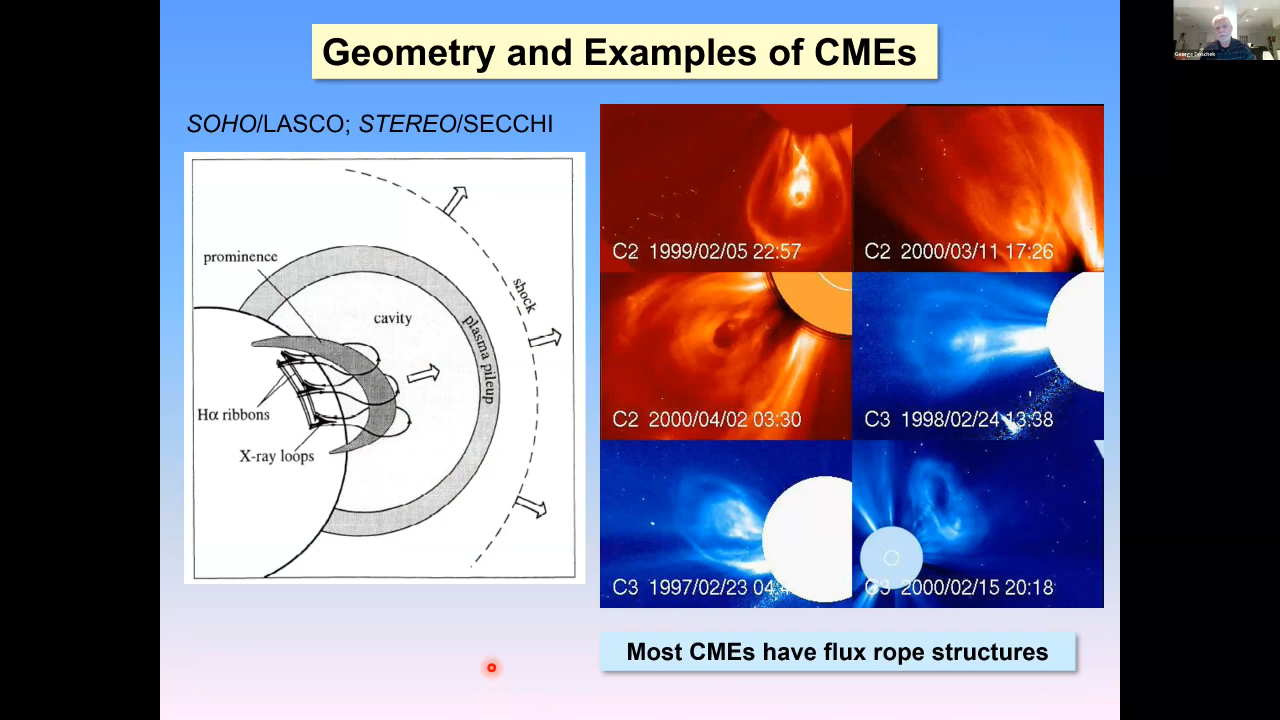 Geometry and Examples of CMEs
SOHO/LASCO; STEREO/SECCHI
prominence
cavity
shock
plasma pileup
Hα ribbons
X-ray loops
C2 1999/02/05 22:57
C2 2000/03/11 17:26
C2 2000/04/02 03:30
C3 1998/02/24 13:38
C3 1997/02/23
C3 2000/02/15 20:18
Most CMEs have flux rope structures
George Doschek